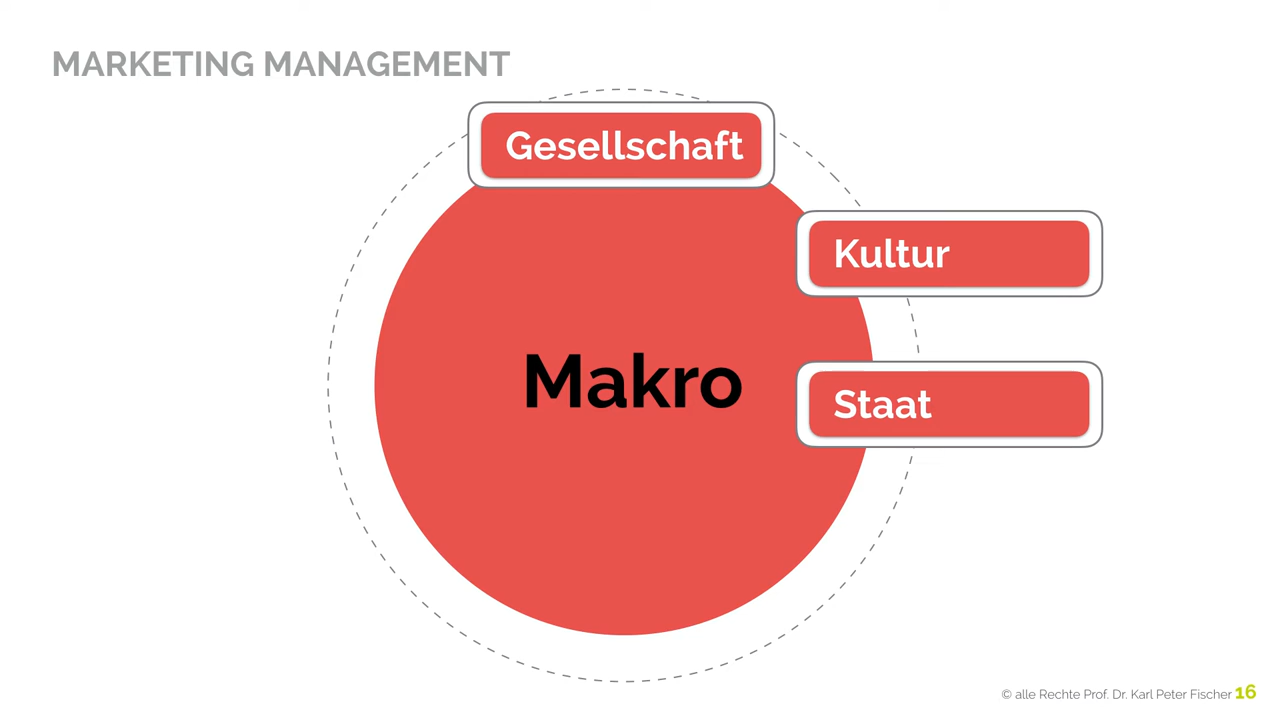 MARKETING MANAGEMENT
Gesellschaft
Kultur
Makro
Staat
© alle Rechte Prof. Dr. Karl Peter Fischer 16